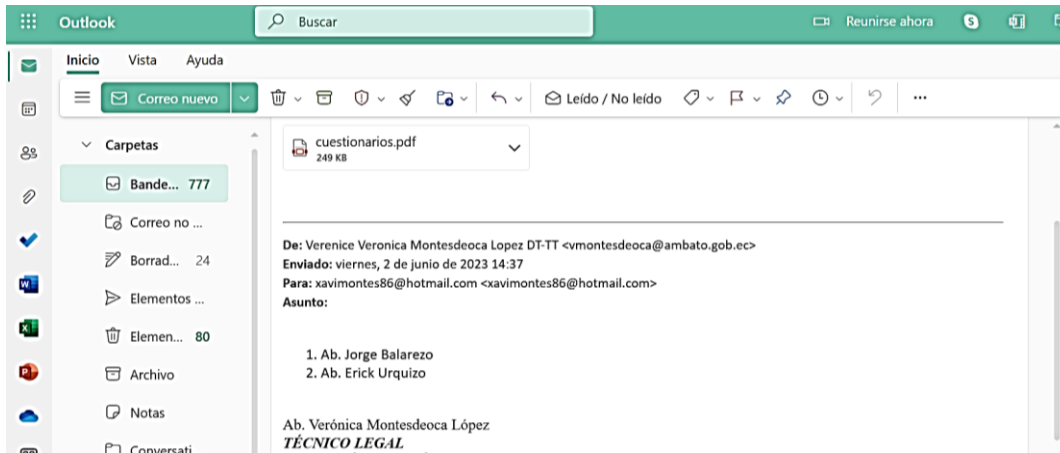 Outlook
Buscar
Reunirse ahora
Inicio Vista Ayuda
Correo nuevo
Leído / No leído
Carpetas
Bande... 777
Correo no ...
Borrad... 24
Elementos ...
Elemen... 80
Archivo
Notas
Conversati...
cuestionarios.pdf
249 KB
De: Verenice Veronica Montesdeoca Lopez DT-TT <vmontesdeoca@ambato.gob.ec>
Enviado: viernes, 2 de junio de 2023 14:37
Para: xavimontes86@hotmail.com <xavimontes86@hotmail.com>
Asunto:
1. Ab. Jorge Balarezo
2. Ab. Erick Urquizo
Ab. Verónica Montesdeoca López
TÉCNICO LEGAL